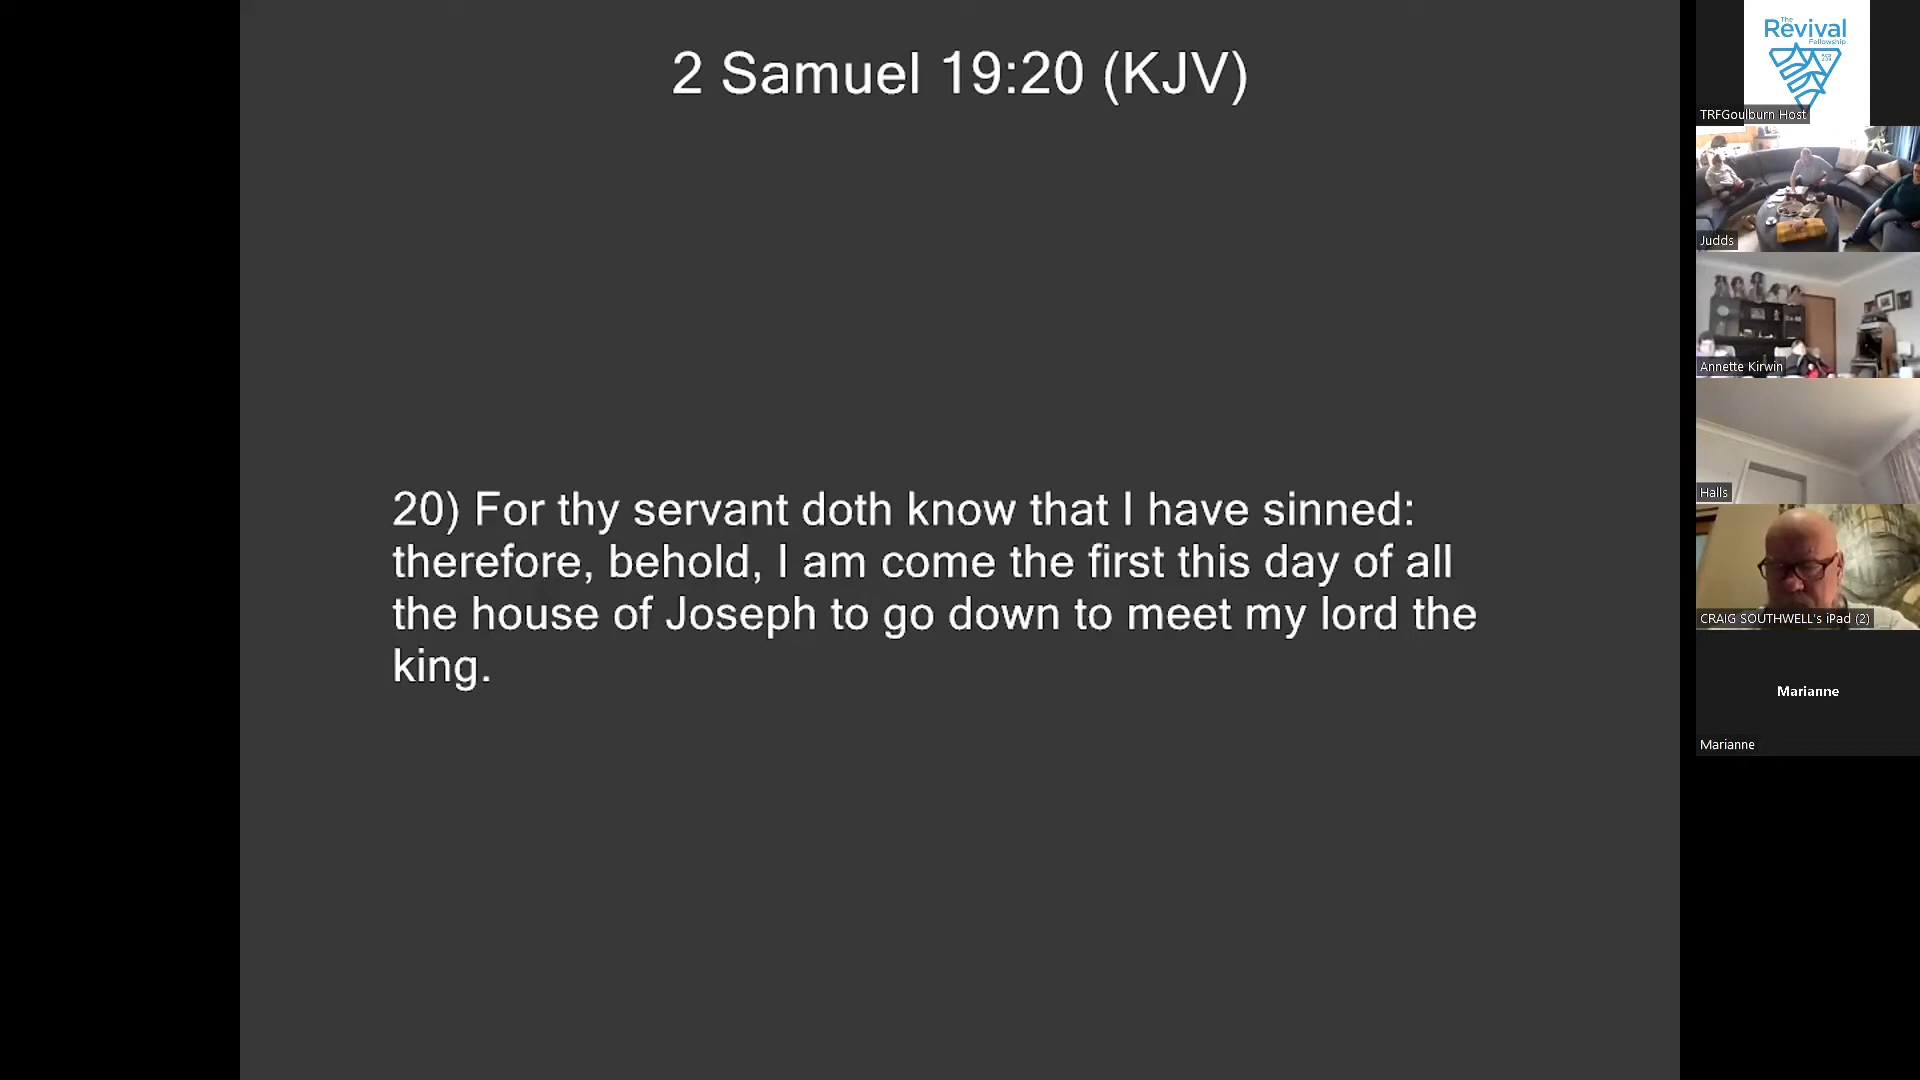 2 Samuel 19:20 (KJV)
20) For thy servant doth know that I have sinned:
therefore, behold, I am come the first this day of all
the house of Joseph to go down to meet my lord the
king.
The
Revival
Fellowship
TRFGoulburn Host
Judds
Annette Kirwin
Halls
CRAIG SOUTHWELL's iPad (2)
Marianne
Marianne